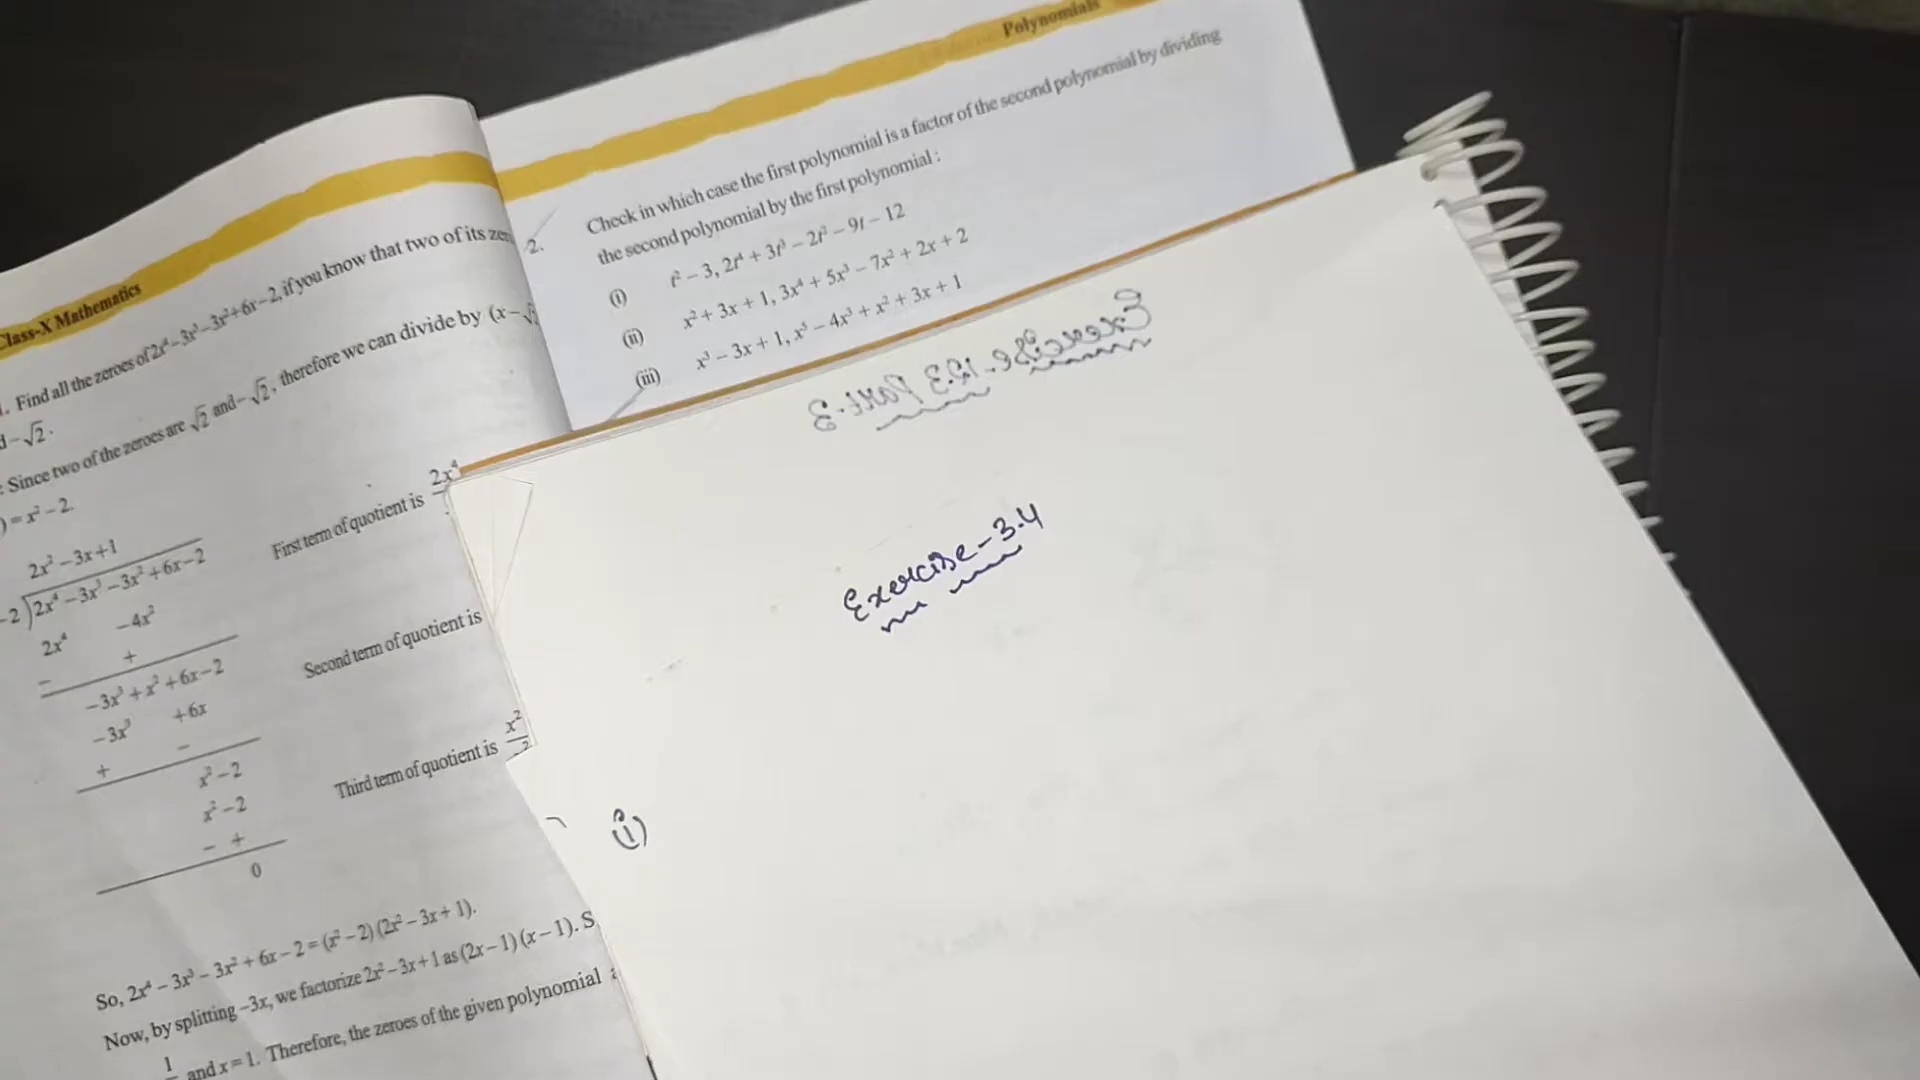 Class-X Mathematics
1. Find all the zeroes of 2x⁴–3x³–3x²+6x–2, if you know that two of its
–√2.
Since two of the zeroes are √2 and –√2, therefore we can divide by (x–√
) = x² – 2.
2x² – 3x + 1
–2 ) 2x⁴ – 3x³ – 3x² + 6x – 2
First term of quotient is 2x⁴
2x⁴ – 4x²
– +
– 3x³ + x² + 6x – 2
Second term of quotient is
– 3x³ + 6x
+ –
x² – 2
Third term of quotient is x²
x² – 2
– +
0
So, 2x⁴ – 3x³ – 3x² + 6x – 2 = (x² – 2) (2x² – 3x + 1).
Now, by splitting –3x, we factorize 2x² – 3x + 1 as (2x – 1) (x – 1). S
1 and x = 1. Therefore, the zeroes of the given polynomial
Polynomials
2. Check in which case the first polynomial is a factor of the second polynomial by dividing
the second polynomial by the first polynomial :
(i) t² – 3, 2t⁴ + 3t³ – 2t² – 9t – 12
(ii) x² + 3x + 1, 3x⁴ + 5x³ – 7x² + 2x + 2
(iii) x³ – 3x + 1, x⁵ – 4x³ + x² + 3x + 1
Exercise-12.3 Part-3
Exercise-3.4
(i)